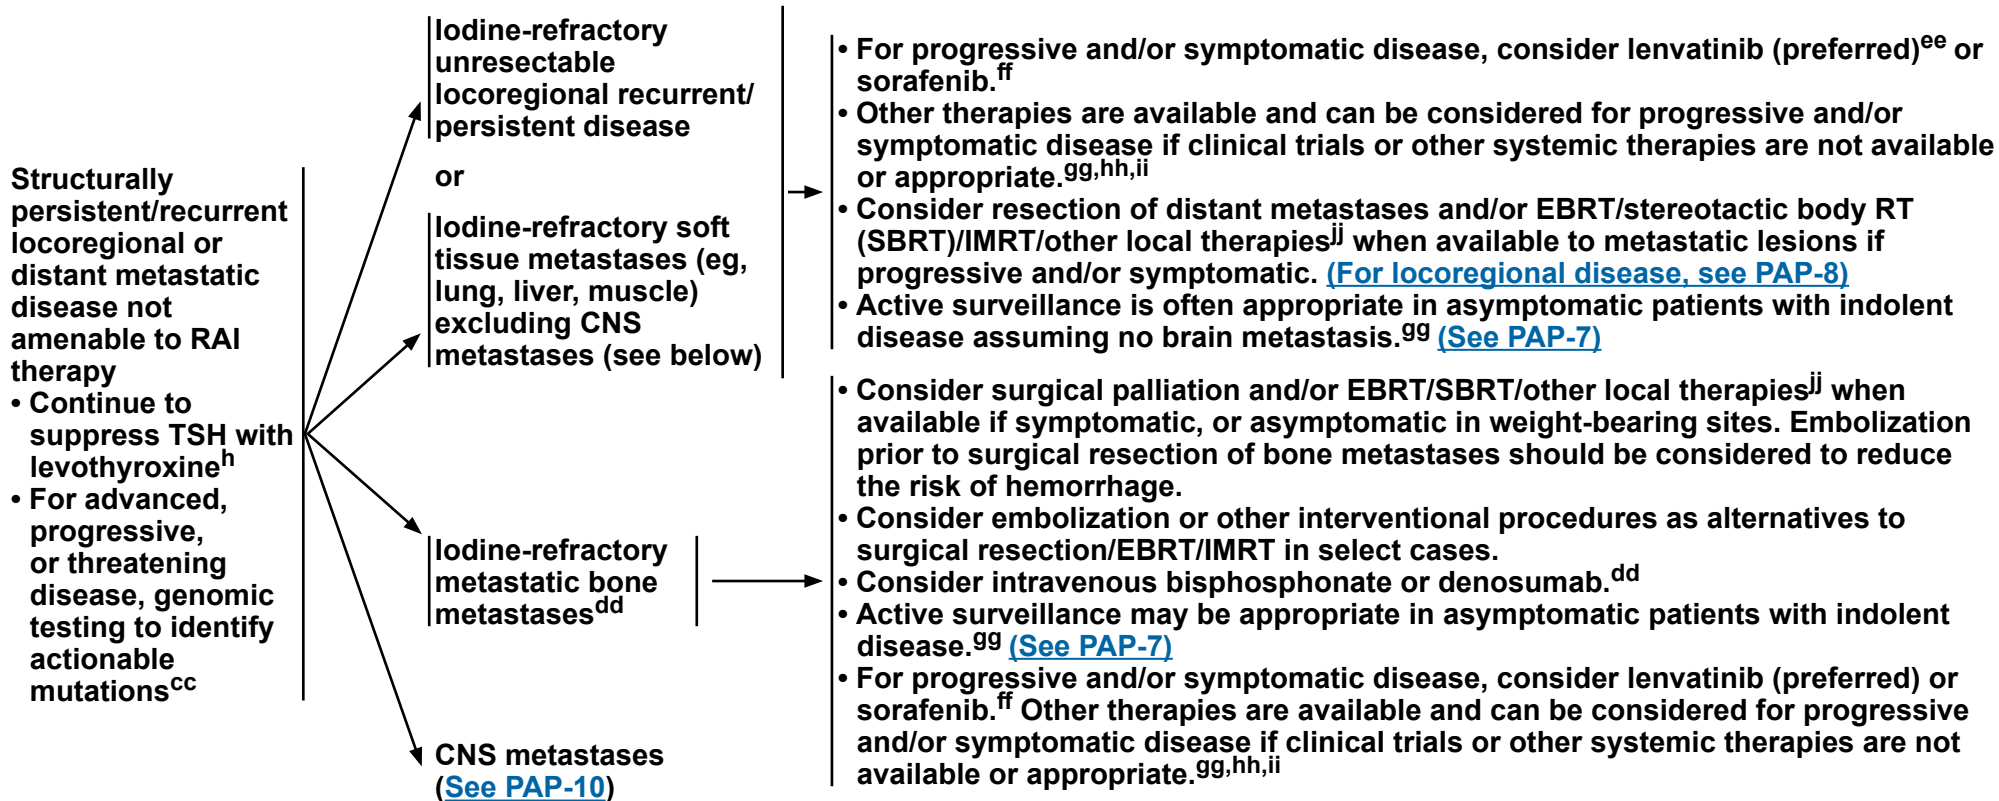 Structurally
persistent/recurrent
locoregional or
distant metastatic
disease not
amenable to RAI
therapy
• Continue to
suppress TSH with
levothyroxineh
• For advanced,
progressive,
or threatening
disease, genomic
testing to identify
actionable
mutationscc
Iodine-refractory
unresectable
locoregional recurrent/
persistent disease
or
Iodine-refractory soft
tissue metastases (eg,
lung, liver, muscle)
excluding CNS
metastases (see below)
• For progressive and/or symptomatic disease, consider lenvatinib (preferred)ee or
sorafenib.ff
• Other therapies are available and can be considered for progressive and/or
symptomatic disease if clinical trials or other systemic therapies are not available
or appropriate.gg,hh,ii
• Consider resection of distant metastases and/or EBRT/stereotactic body RT
(SBRT)/IMRT/other local therapiesjj when available to metastatic lesions if
progressive and/or symptomatic. (For locoregional disease, see PAP-8)
• Active surveillance is often appropriate in asymptomatic patients with indolent
disease assuming no brain metastasis.gg (See PAP-7)
Iodine-refractory
metastatic bone
metastasesdd
• Consider surgical palliation and/or EBRT/SBRT/other local therapiesjj when
available if symptomatic, or asymptomatic in weight-bearing sites. Embolization
prior to surgical resection of bone metastases should be considered to reduce
the risk of hemorrhage.
• Consider embolization or other interventional procedures as alternatives to
surgical resection/EBRT/IMRT in select cases.
• Consider intravenous bisphosphonate or denosumab.dd
• Active surveillance may be appropriate in asymptomatic patients with indolent
disease.gg (See PAP-7)
• For progressive and/or symptomatic disease, consider lenvatinib (preferred) or
sorafenib.ff Other therapies are available and can be considered for progressive
and/or symptomatic disease if clinical trials or other systemic therapies are not
available or appropriate.gg,hh,ii
CNS metastases
(See PAP-10)